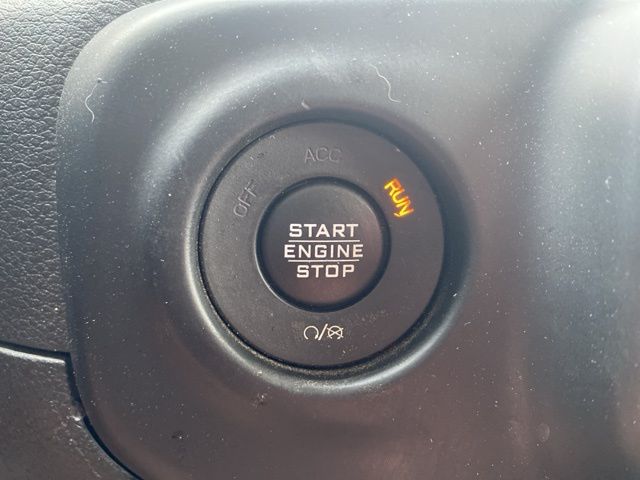 ACC
OFF
RUN
START
ENGINE
STOP